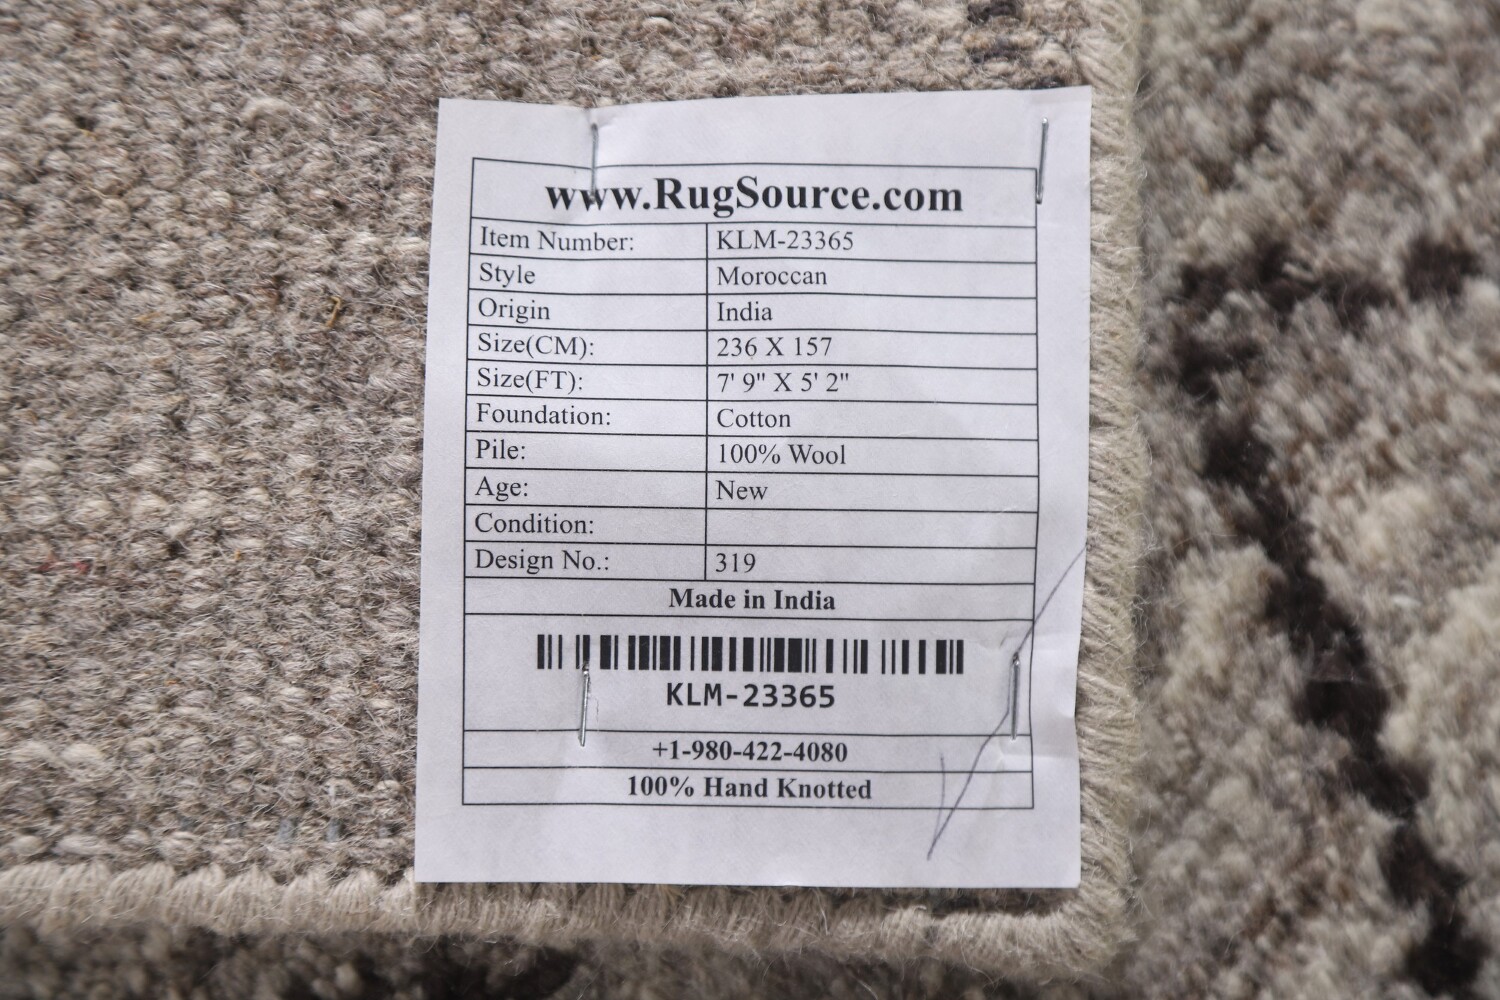 www.RugSource.com
Item Number: KLM-23365
Style Moroccan
Origin India
Size(CM): 236 X 157
Size(FT): 7' 9" X 5' 2"
Foundation: Cotton
Pile: 100% Wool
Age: New
Condition:
Design No.: 319
Made in India
KLM-23365
+1-980-422-4080
100% Hand Knotted